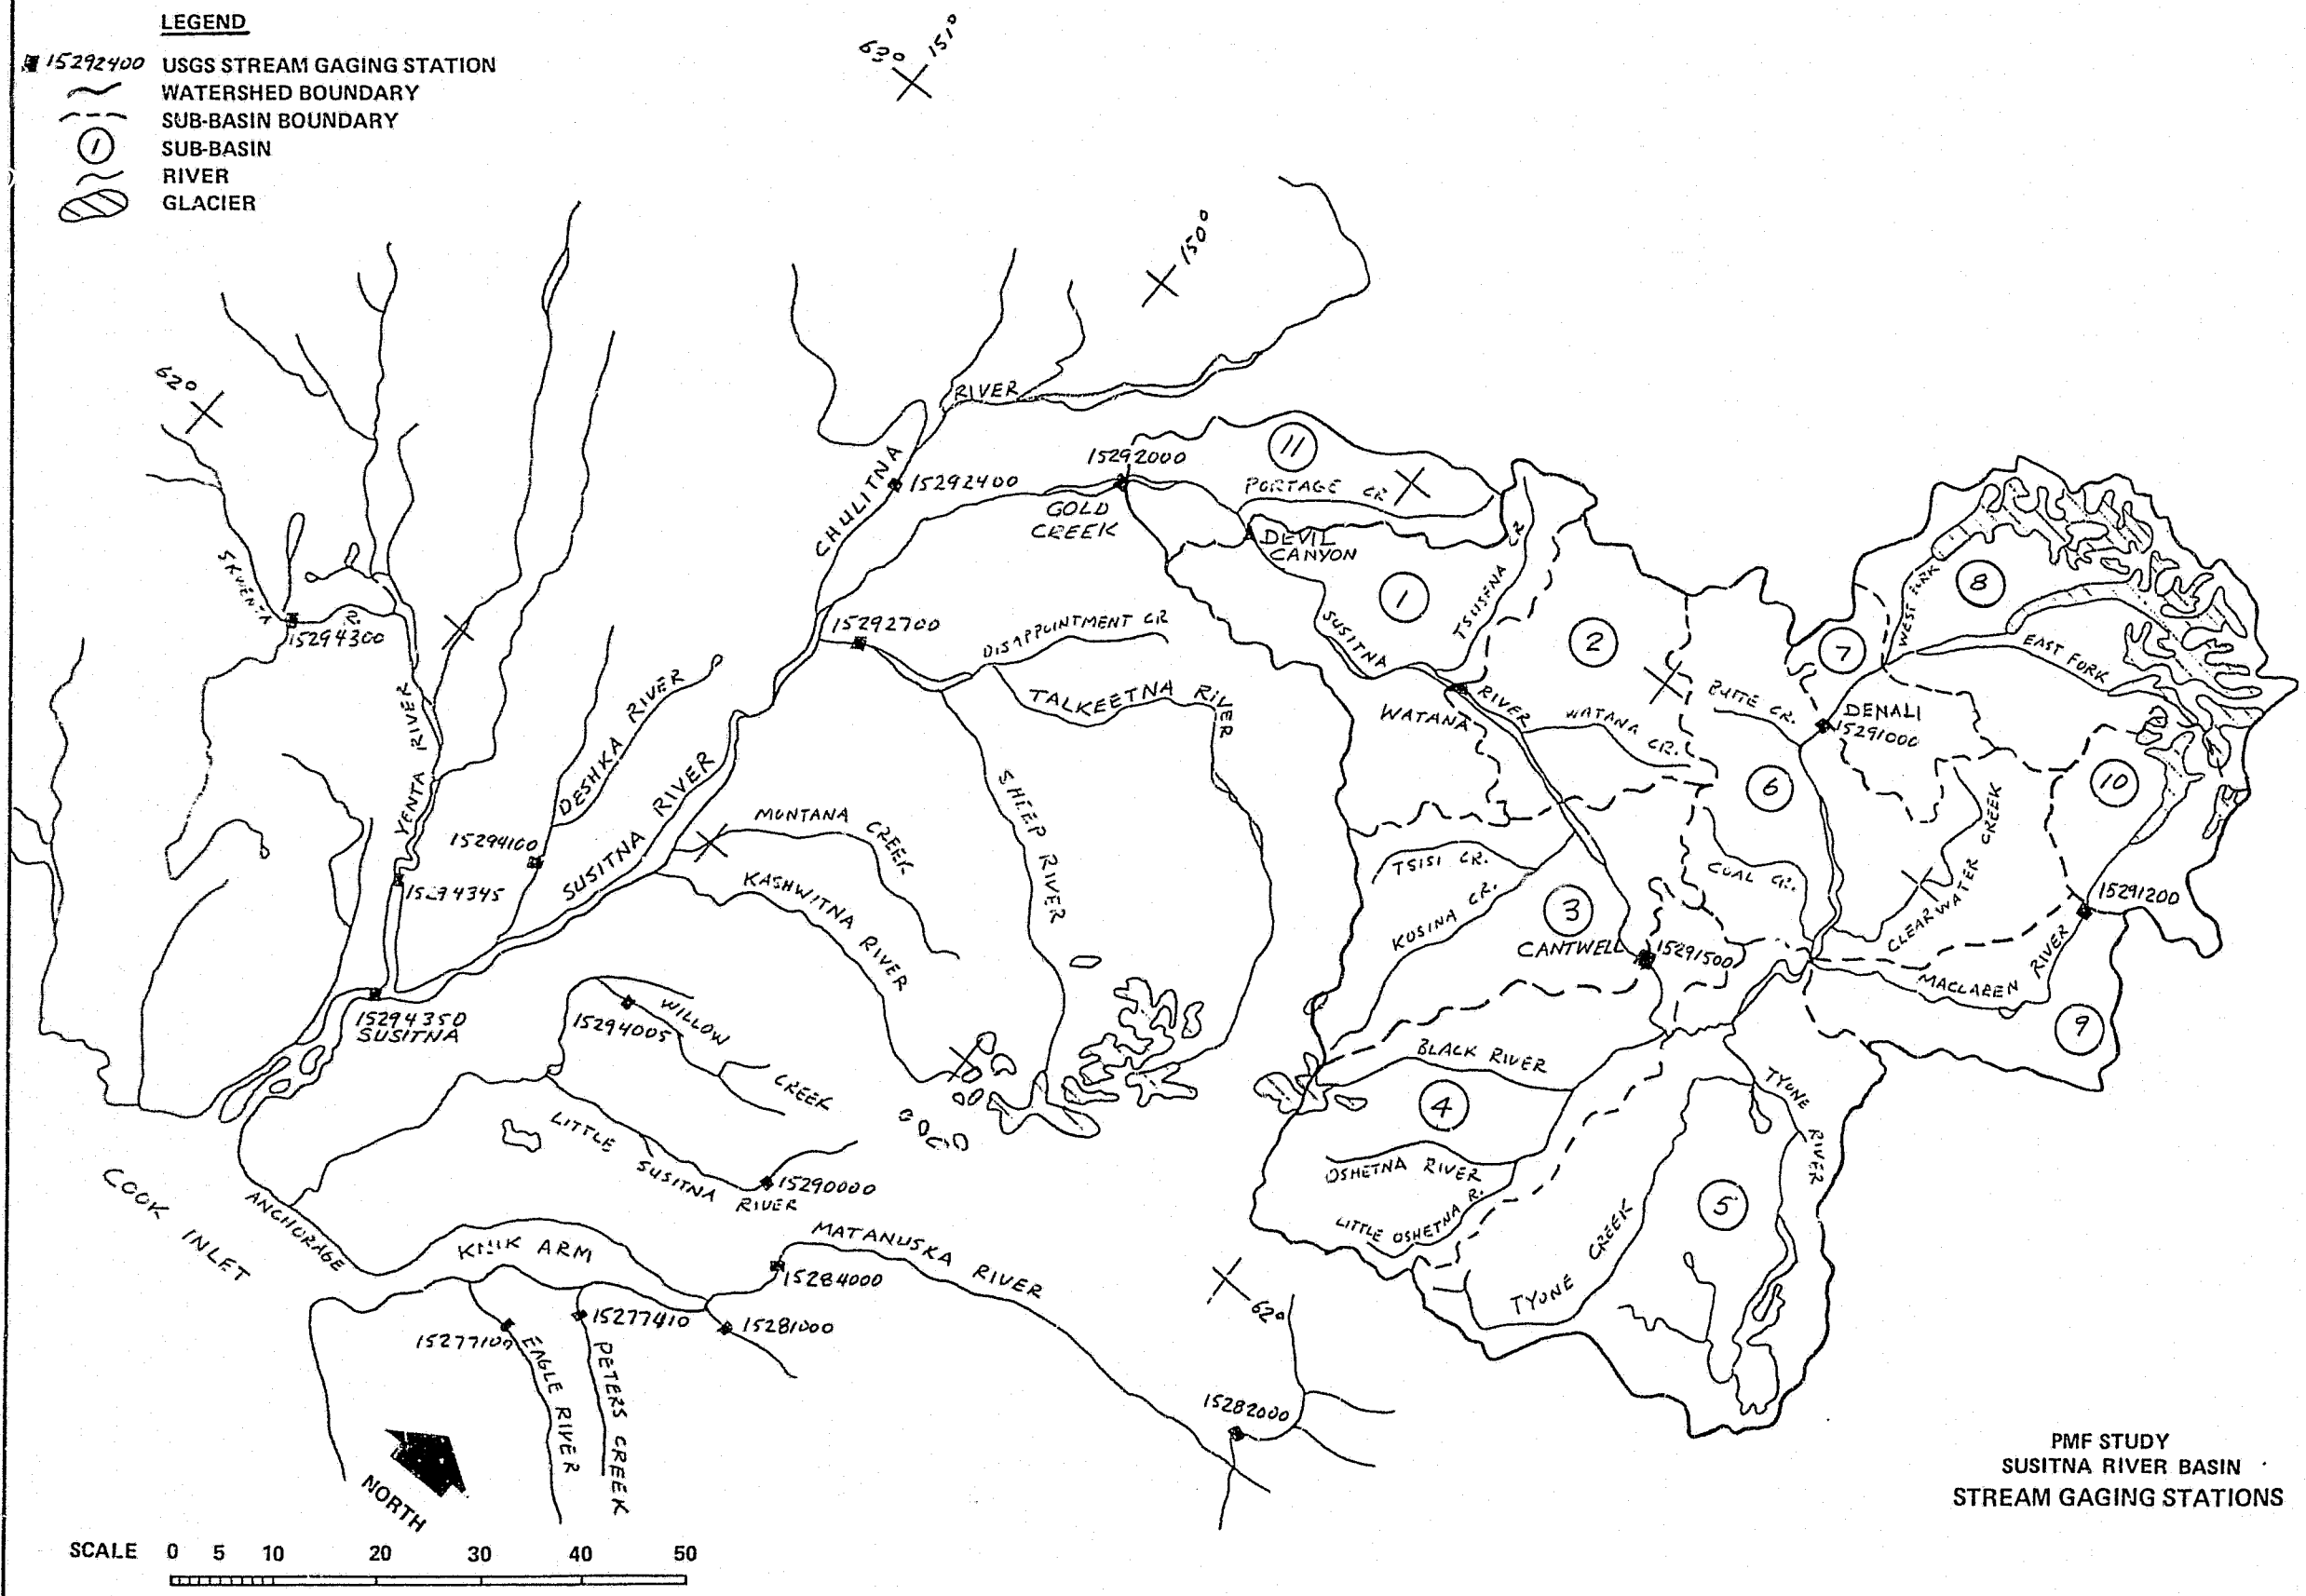 LEGEND
15292400 USGS STREAM GAGING STATION
WATERSHED BOUNDARY
SUB-BASIN BOUNDARY
1 SUB-BASIN
RIVER
GLACIER
63° 151°
150°
62°
RIVER
CHULITNA
15292400
15292000
GOLD
CREEK
11
PORTAGE CR
DEVIL
CANYON
1
TSUSENA CR
SUSITNA
RIVER
2
WATANA
WATANA CR.
BUTTE CR.
7
WEST FORK
8
EAST FORK
DENALI
15291000
6
10
CLEARWATER CREEK
COAL CR.
15291200
MACLAREN RIVER
9
TSISI CR.
KOSINA CR.
3
CANTWELL
15291500
BLACK RIVER
4
OSHETNA RIVER
LITTLE OSHETNA R.
TYONE CREEK
5
TYONE RIVER
SKWENTA
R.
15294300
YENTA RIVER
15292700
DISAPPOINTMENT CR
TALKEETNA RIVER
SHEEP RIVER
DESHKA RIVER
15294100
SUSITNA RIVER
MONTANA CREEK
KASHWITNA RIVER
15294350
SUSITNA
15294005
WILLOW
CREEK
LITTLE SUSITNA
RIVER
15290000
COOK INLET
ANCHORAGE
KNIK ARM
MATANUSKA RIVER
15284000
15277410
15281000
15277100
EAGLE RIVER
PETERS CREEK
62°
15282000
NORTH
SCALE 0 5 10 20 30 40 50
PMF STUDY
SUSITNA RIVER BASIN
STREAM GAGING STATIONS